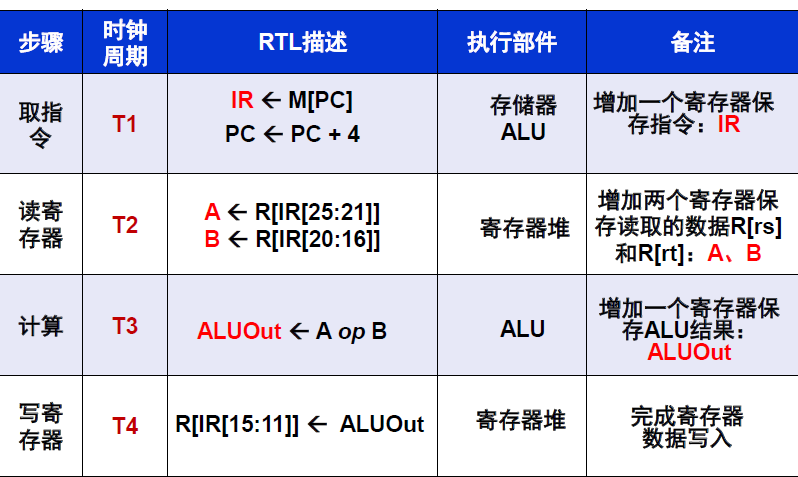 步骤
时钟
周期
RTL描述
执行部件
备注
取指
令
T1
IR ← M[PC]
PC ← PC + 4
存储器
ALU
增加一个寄存器保
存指令：IR
读寄
存器
T2
A ← R[IR[25:21]]
B ← R[IR[20:16]]
寄存器堆
增加两个寄存器保
存读取的数据R[rs]
和R[rt]：A、B
计算
T3
ALUOut ← A op B
ALU
增加一个寄存器保
存ALU结果：
ALUOut
写寄
存器
T4
R[IR[15:11]] ← ALUOut
寄存器堆
完成寄存器
数据写入